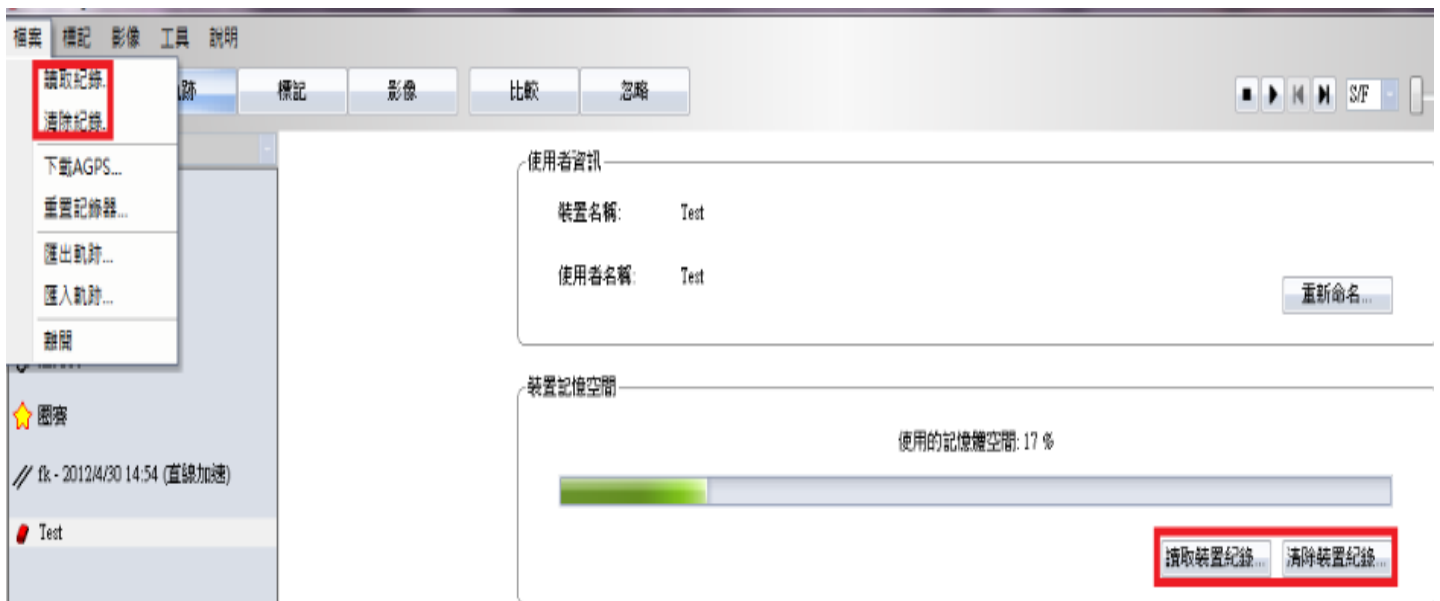 檔案 標記 影像 工具 說明
讀取紀錄..
清除紀錄..
下載AGPS...
重置記錄器...
匯出軌跡...
匯入軌跡...
離開
跡 標記 影像 比較 忽略 S/F
使用者資訊
裝置名稱: Test
使用者名稱: Test
重新命名...
裝置記憶空間
使用的記憶體空間: 17 %
讀取裝置紀錄... 清除裝置紀錄...
圈賽
fk - 2012/4/30 14:54 (直線加速)
Test